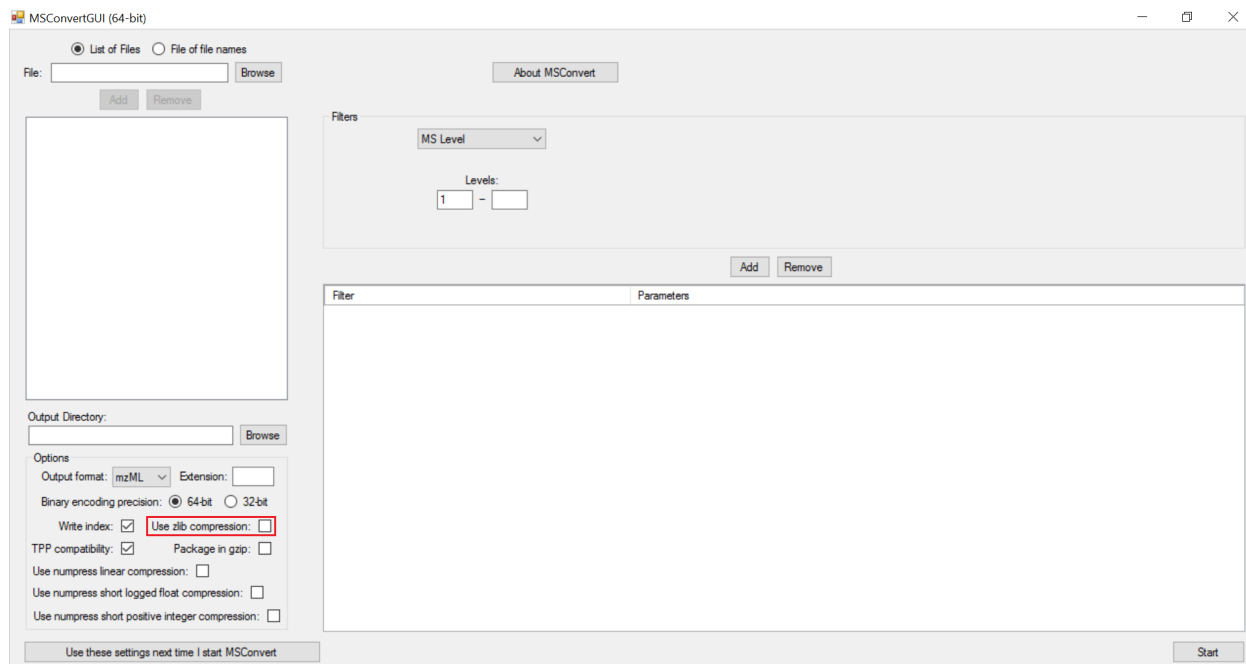 MSConvertGUI (64-bit)
List of Files File of file names
File: Browse
About MSConvert
Add Remove
Filters
MS Level
Levels:
1 -
Add Remove
Filter Parameters
Output Directory:
Browse
Options
Output format: mzML Extension:
Binary encoding precision: 64-bit 32-bit
Write index: Use zlib compression:
TPP compatibility: Package in gzip:
Use numpress linear compression:
Use numpress short logged float compression:
Use numpress short positive integer compression:
Use these settings next time I start MSConvert
Start